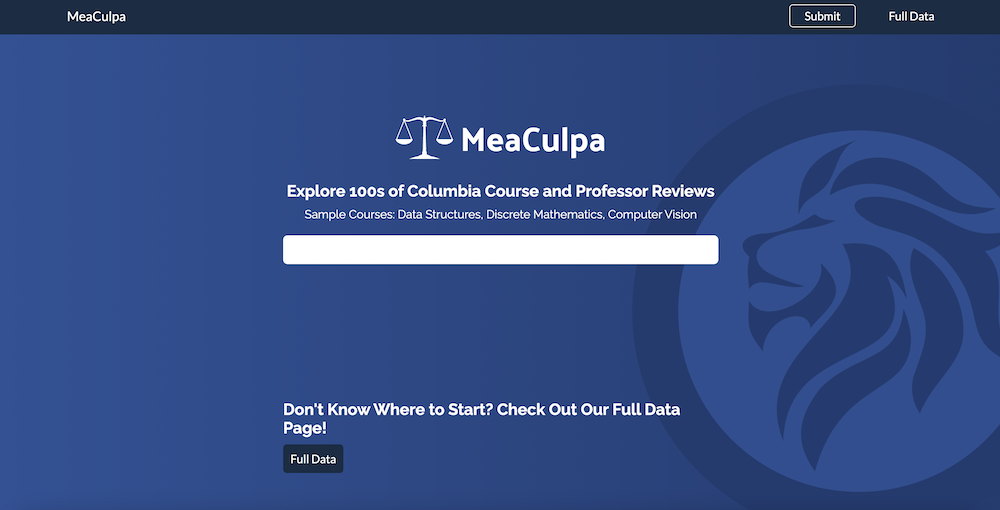 MeaCulpa
Submit
Full Data
MeaCulpa
Explore 100s of Columbia Course and Professor Reviews
Sample Courses: Data Structures, Discrete Mathematics, Computer Vision
Don't Know Where to Start? Check Out Our Full Data
Page!
Full Data